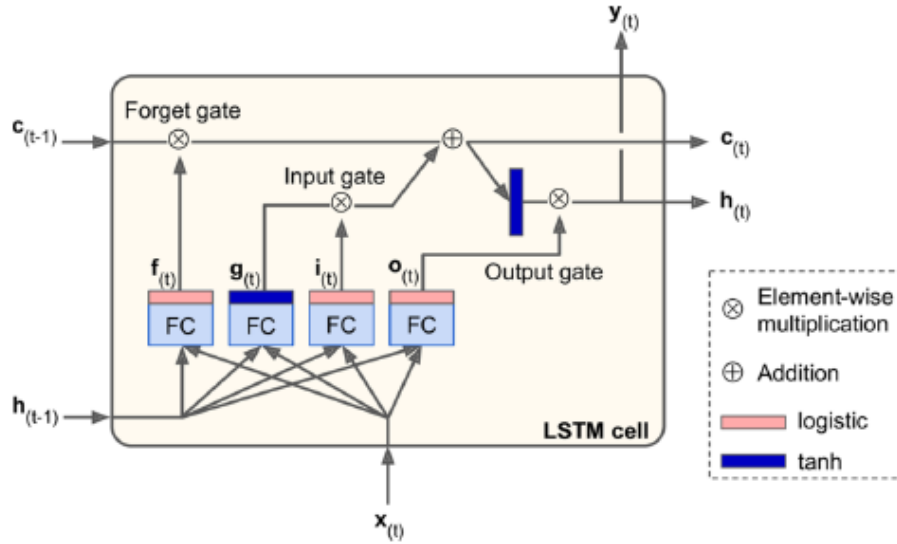 y(t)
Forget gate
c(t-1)
c(t)
Input gate
h(t)
f(t)
g(t)
i(t)
o(t)
Output gate
FC
FC
FC
FC
h(t-1)
LSTM cell
x(t)
Element-wise
multiplication
Addition
logistic
tanh